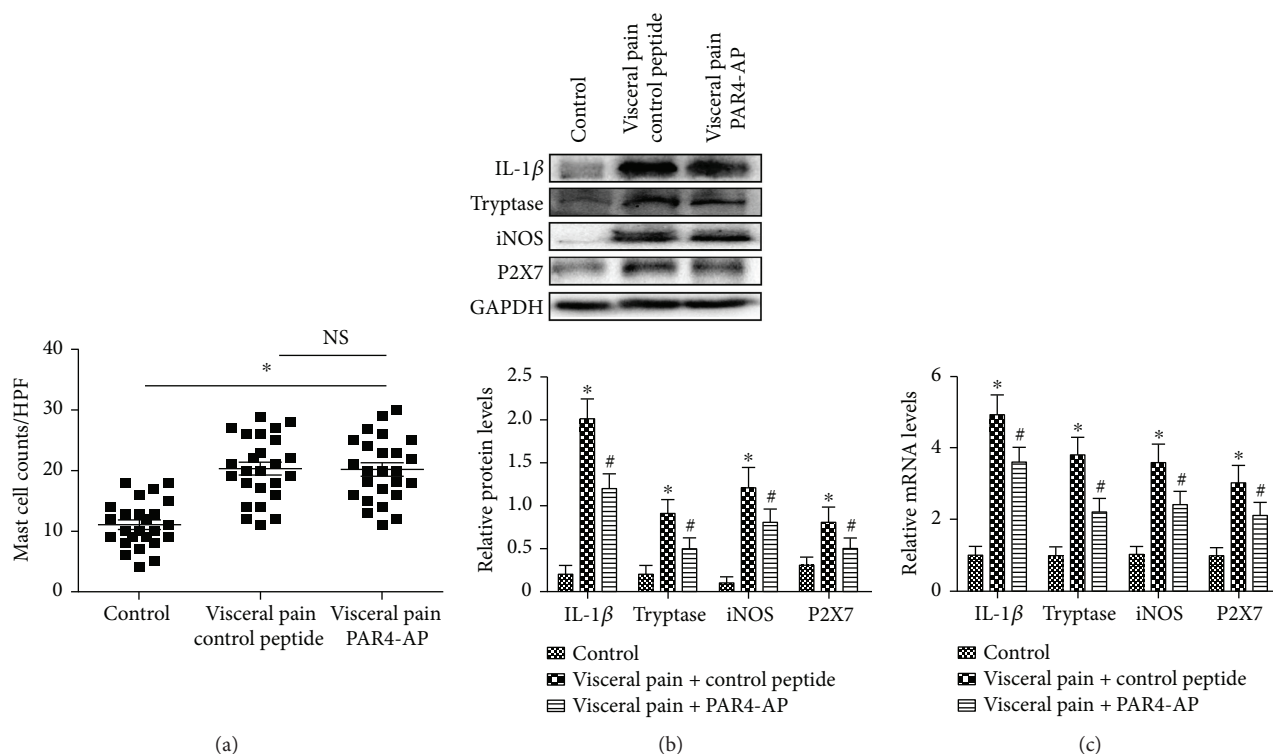 Control
Visceral pain
control peptide
Visceral pain
PAR4-AP
IL-1β
Tryptase
iNOS
P2X7
GAPDH
Mast cell counts/HPF
40
30
20
10
0
NS
*
Control
Visceral pain
control peptide
Visceral pain
PAR4-AP
(a)
Relative protein levels
2.5
2.0
1.5
1.0
0.5
0
*
#
*
#
*
#
*
#
IL-1β Tryptase iNOS P2X7
Control
Visceral pain + control peptide
Visceral pain + PAR4-AP
(b)
Relative mRNA levels
6
4
2
0
*
#
*
#
*
#
*
#
IL-1β Tryptase iNOS P2X7
Control
Visceral pain + control peptide
Visceral pain + PAR4-AP
(c)